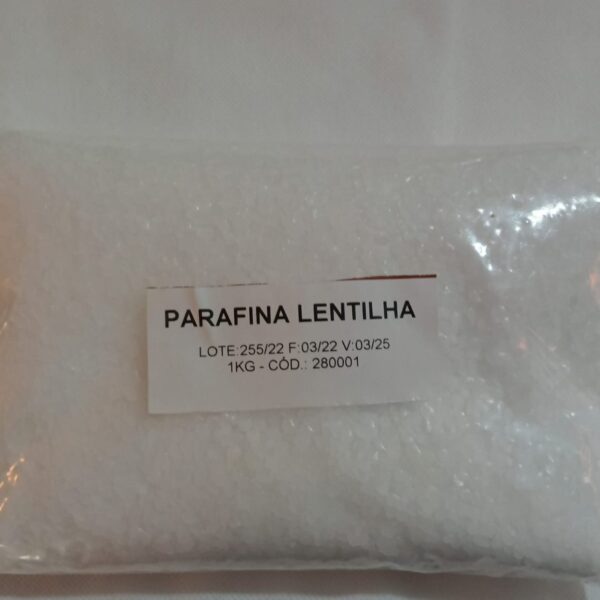 PARAFINA LENTILHA
LOTE:255/22 F:03/22 V:03/25
1KG - CÓD.: 280001